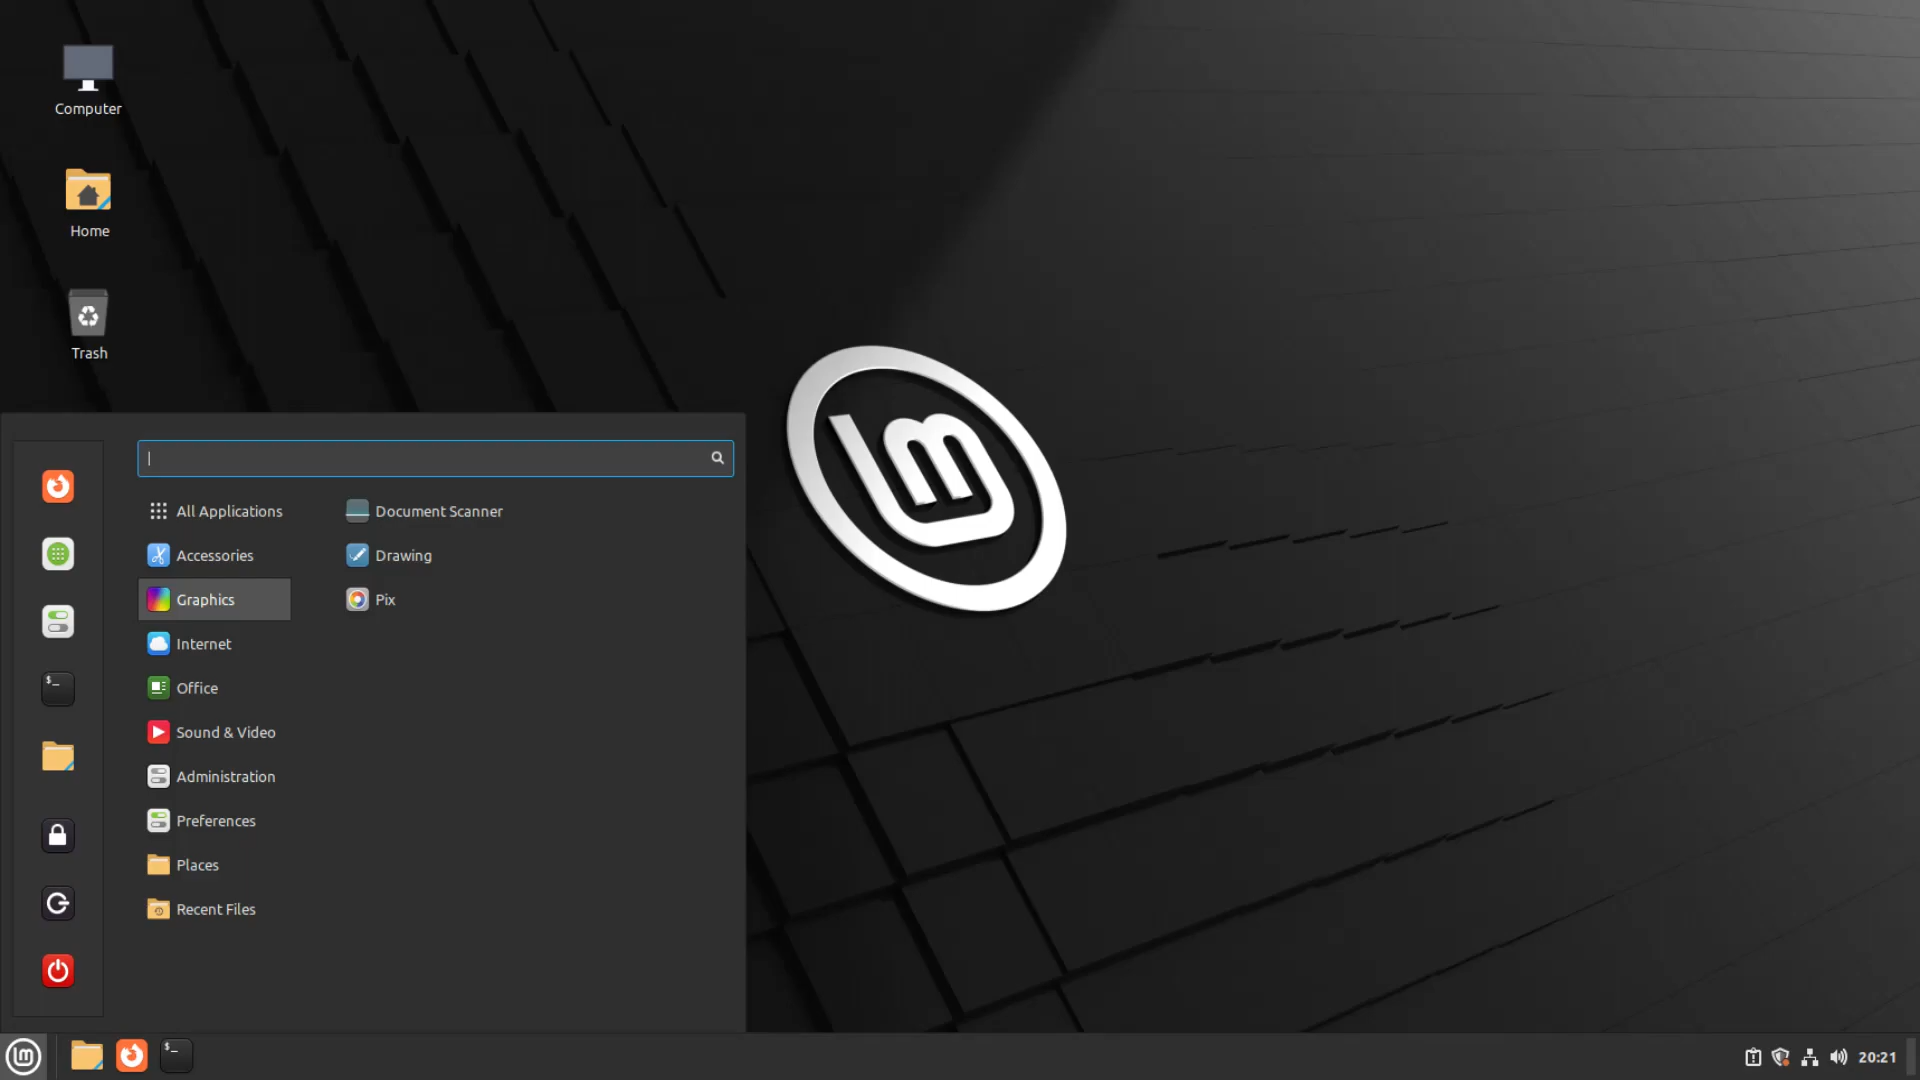 Computer
Home
Trash
All Applications
Document Scanner
Accessories
Drawing
Graphics
Pix
Internet
Office
Sound & Video
Administration
Preferences
Places
Recent Files
$_
$_
20:21